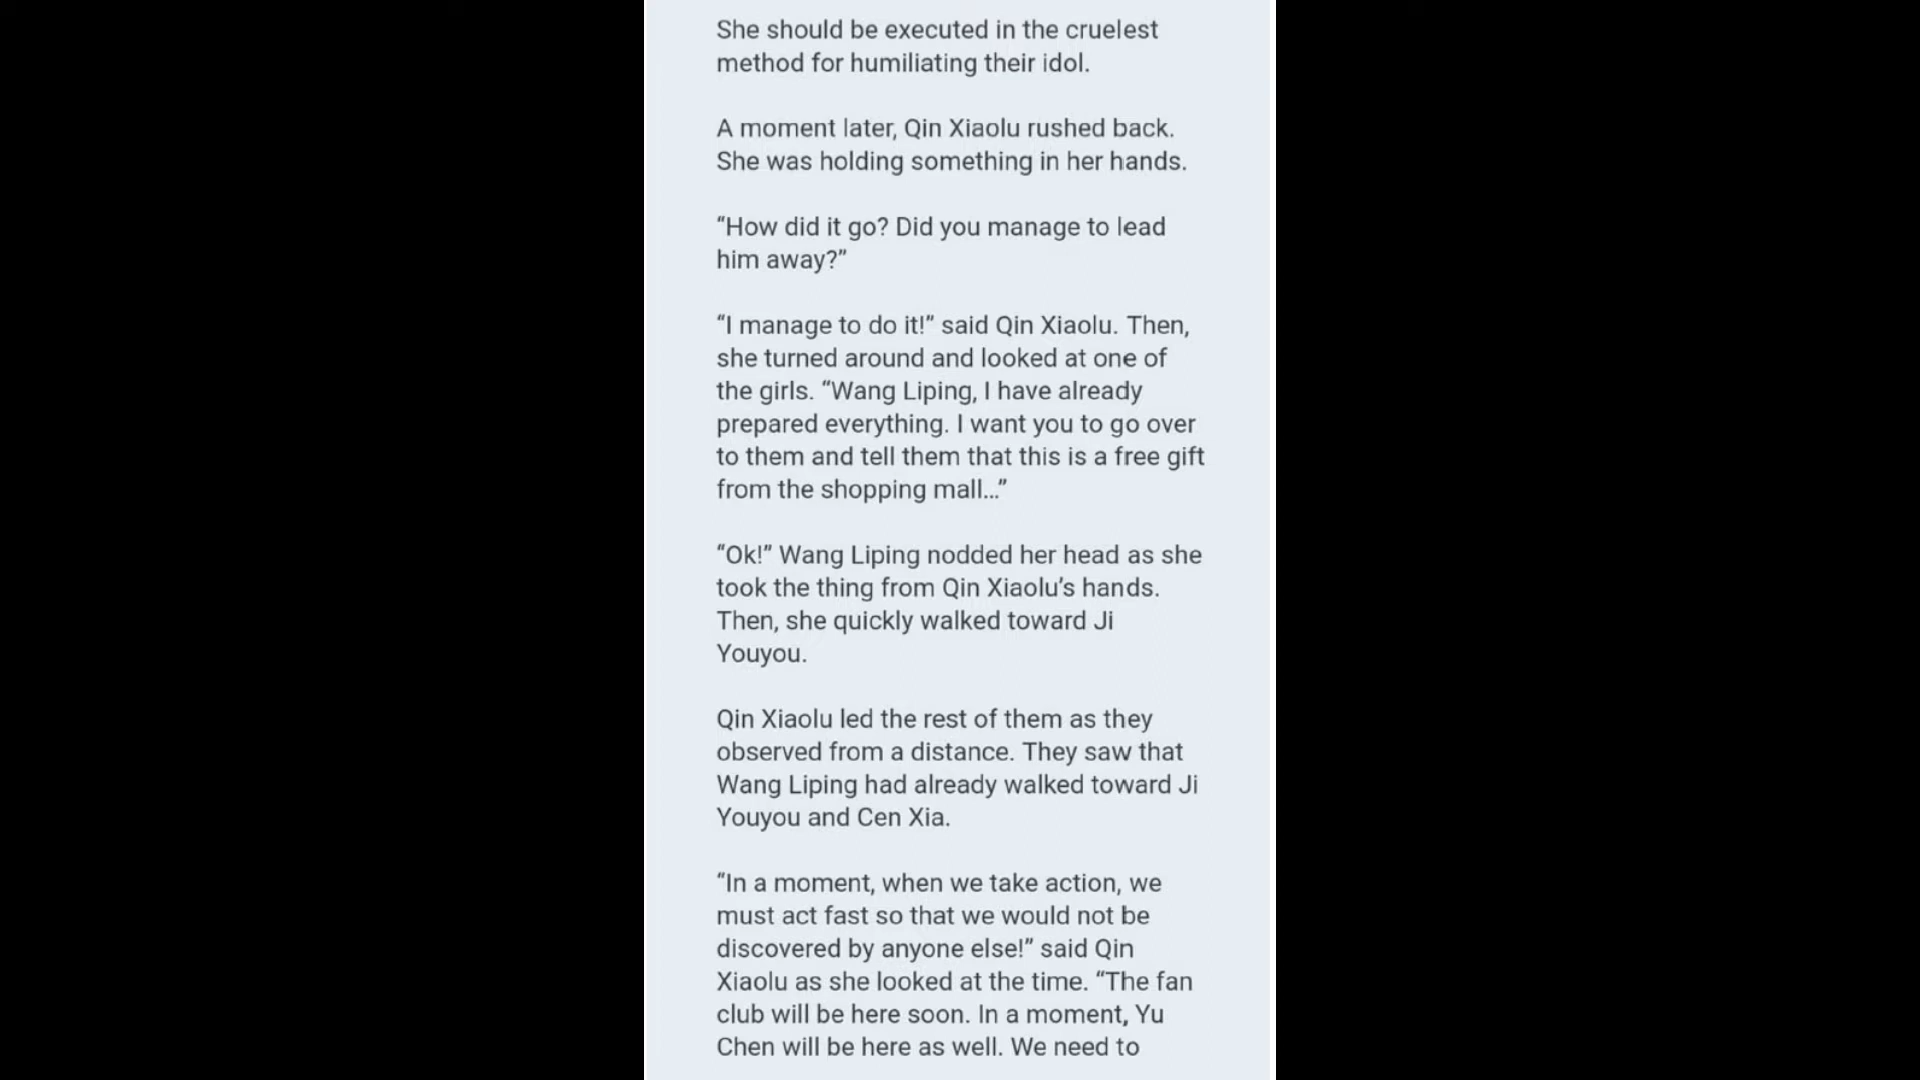 She should be executed in the cruelest
method for humiliating their idol.
A moment later, Qin Xiaolu rushed back.
She was holding something in her hands.
“How did it go? Did you manage to lead
him away?”
“I manage to do it!” said Qin Xiaolu. Then,
she turned around and looked at one of
the girls. “Wang Liping, I have already
prepared everything. I want you to go over
to them and tell them that this is a free gift
from the shopping mall…”
“Ok!” Wang Liping nodded her head as she
took the thing from Qin Xiaolu’s hands.
Then, she quickly walked toward Ji
Youyou.
Qin Xiaolu led the rest of them as they
observed from a distance. They saw that
Wang Liping had already walked toward Ji
Youyou and Cen Xia.
“In a moment, when we take action, we
must act fast so that we would not be
discovered by anyone else!” said Qin
Xiaolu as she looked at the time. “The fan
club will be here soon. In a moment, Yu
Chen will be here as well. We need to